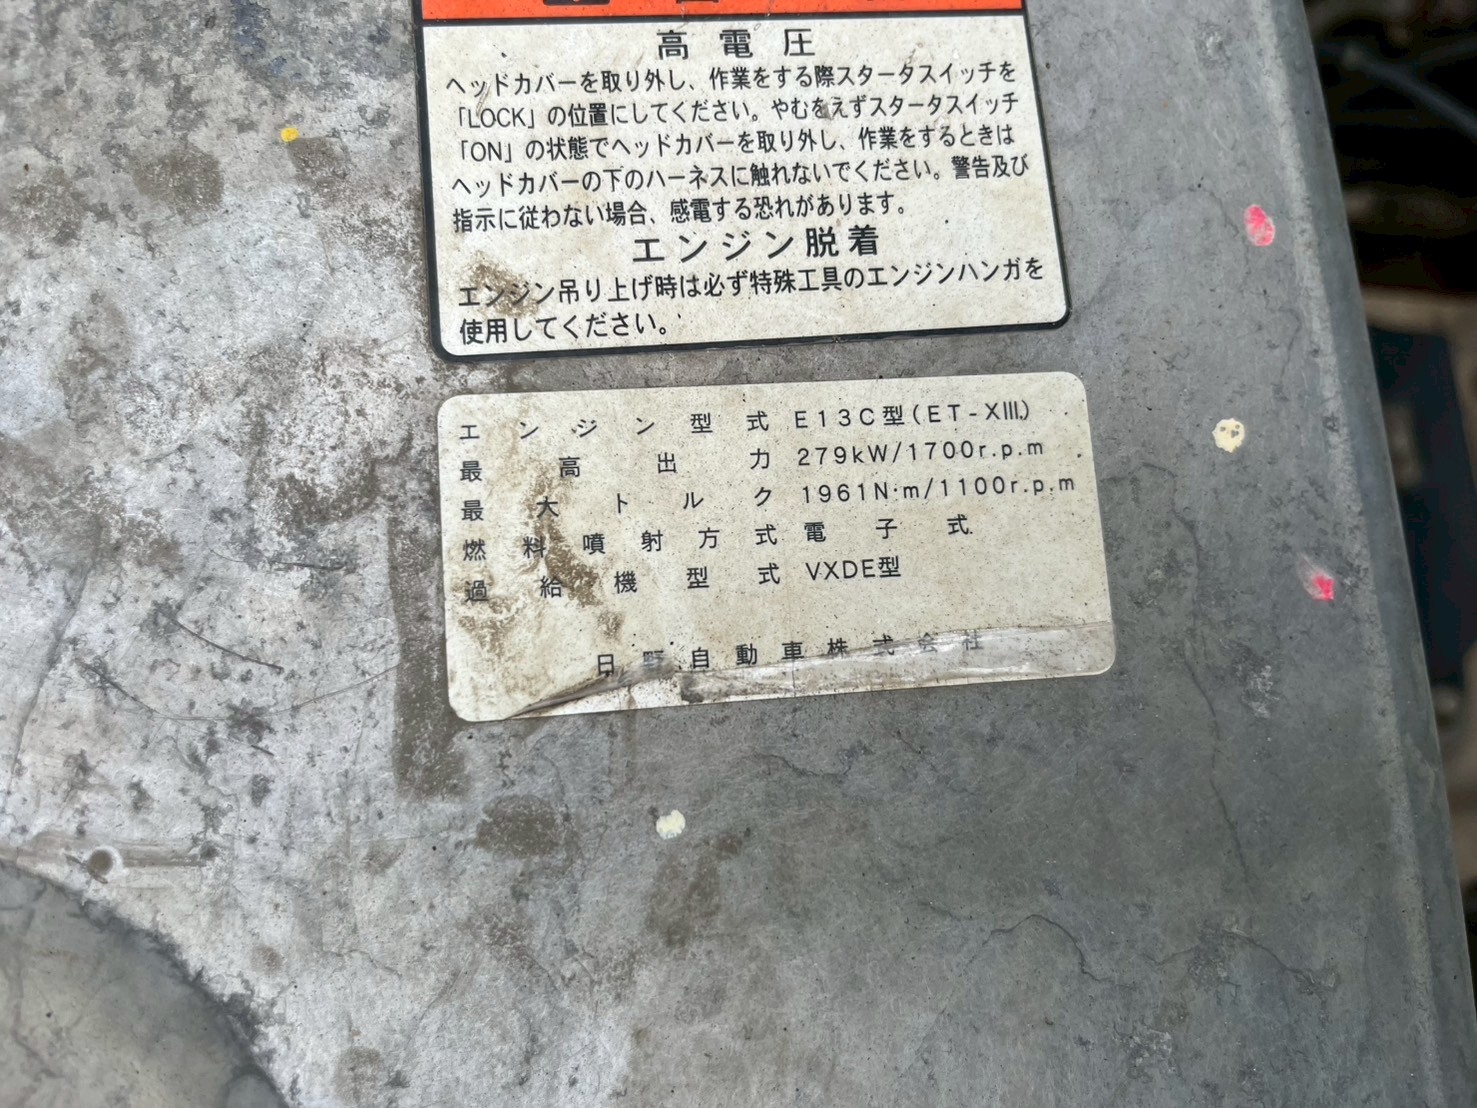 高電圧
ヘッドカバーを取り外し、作業をする際スタータスイッチを
「LOCK」の位置にしてください。やむをえずスタータスイッチ
「ON」の状態でヘッドカバーを取り外し、作業をするときは
ヘッドカバーの下のハーネスに触れないでください。警告及び
指示に従わない場合、感電する恐れがあります。
エンジン脱着
エンジン吊り上げ時は必ず特殊工具のエンジンハンガを
使用してください。
エンジン型式 E13C型(ET-XIII)
最高出力 279kW/1700r.p.m
最大トルク 1961N·m/1100r.p.m
燃料噴射方式 電子式
過給機型式 VXDE型
日野自動車株式会社